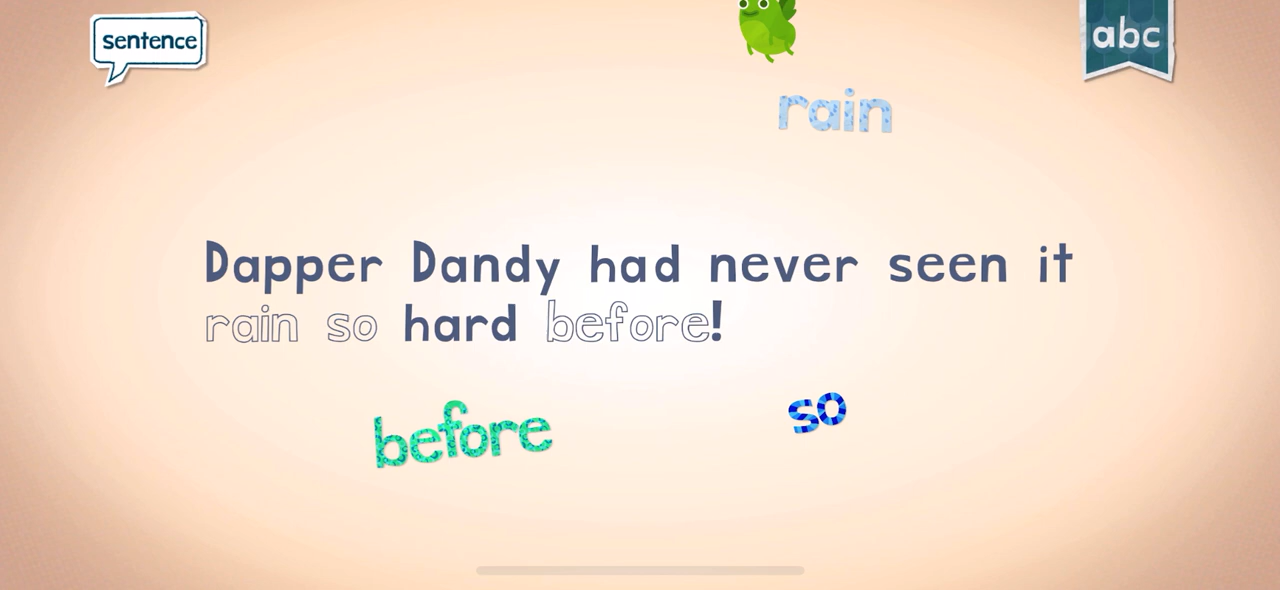 sentence
abc
rain
Dapper Dandy had never seen it
rain so hard before!
before
so